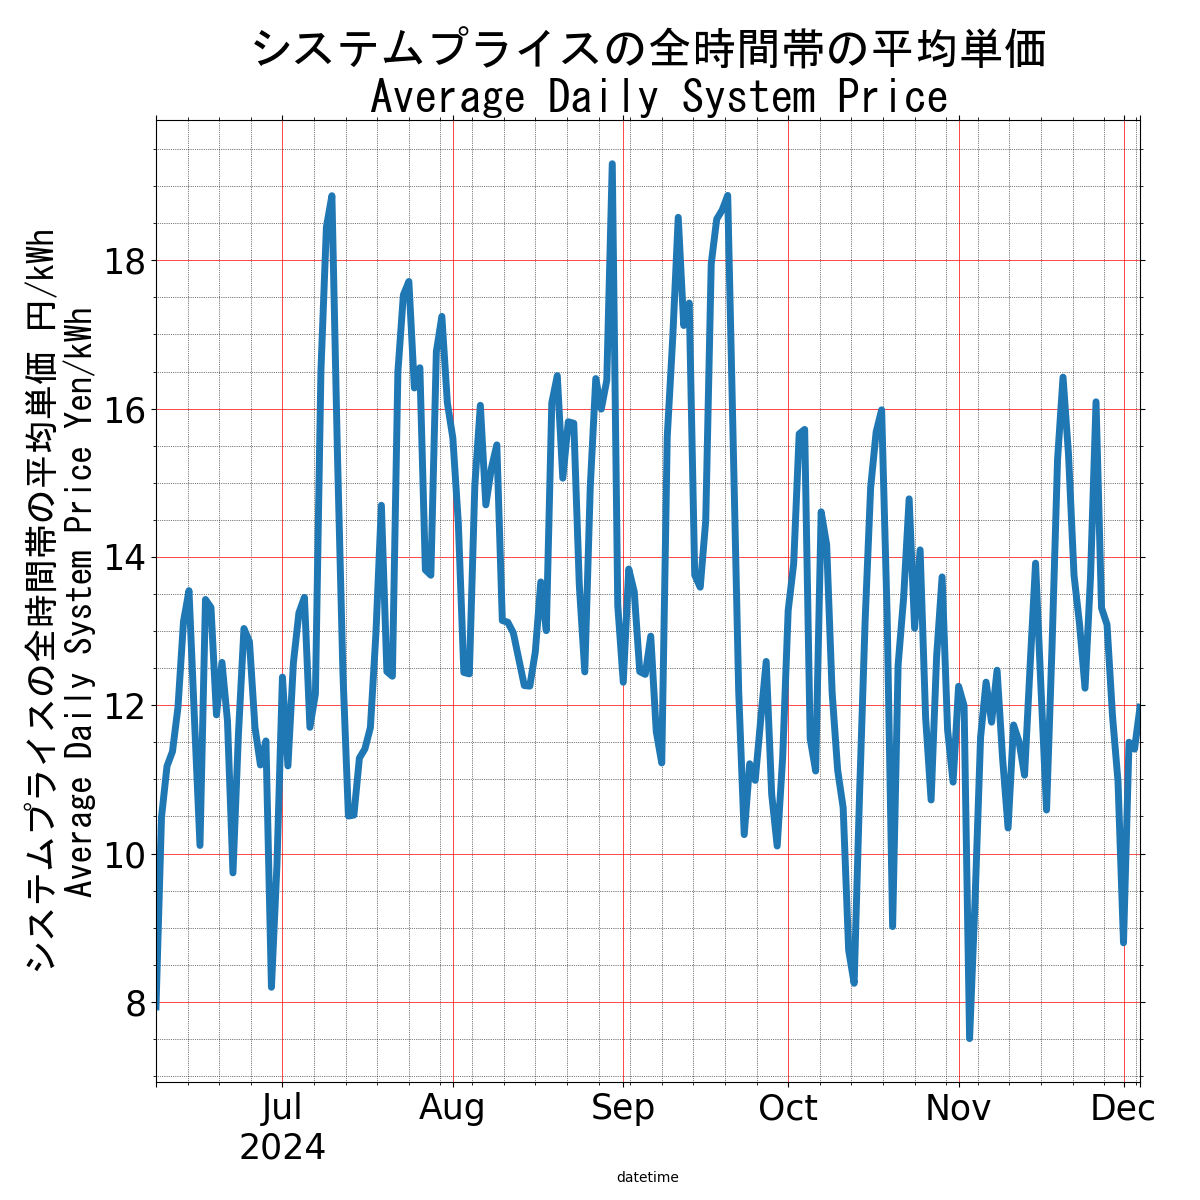 システムプライスの全時間帯の平均単価
Average Daily System Price
システムプライスの全時間帯の平均単価 円/kWh
Average Daily System Price Yen/kWh
18
16
14
12
10
8
Jul
2024
Aug
Sep
Oct
Nov
Dec
datetime